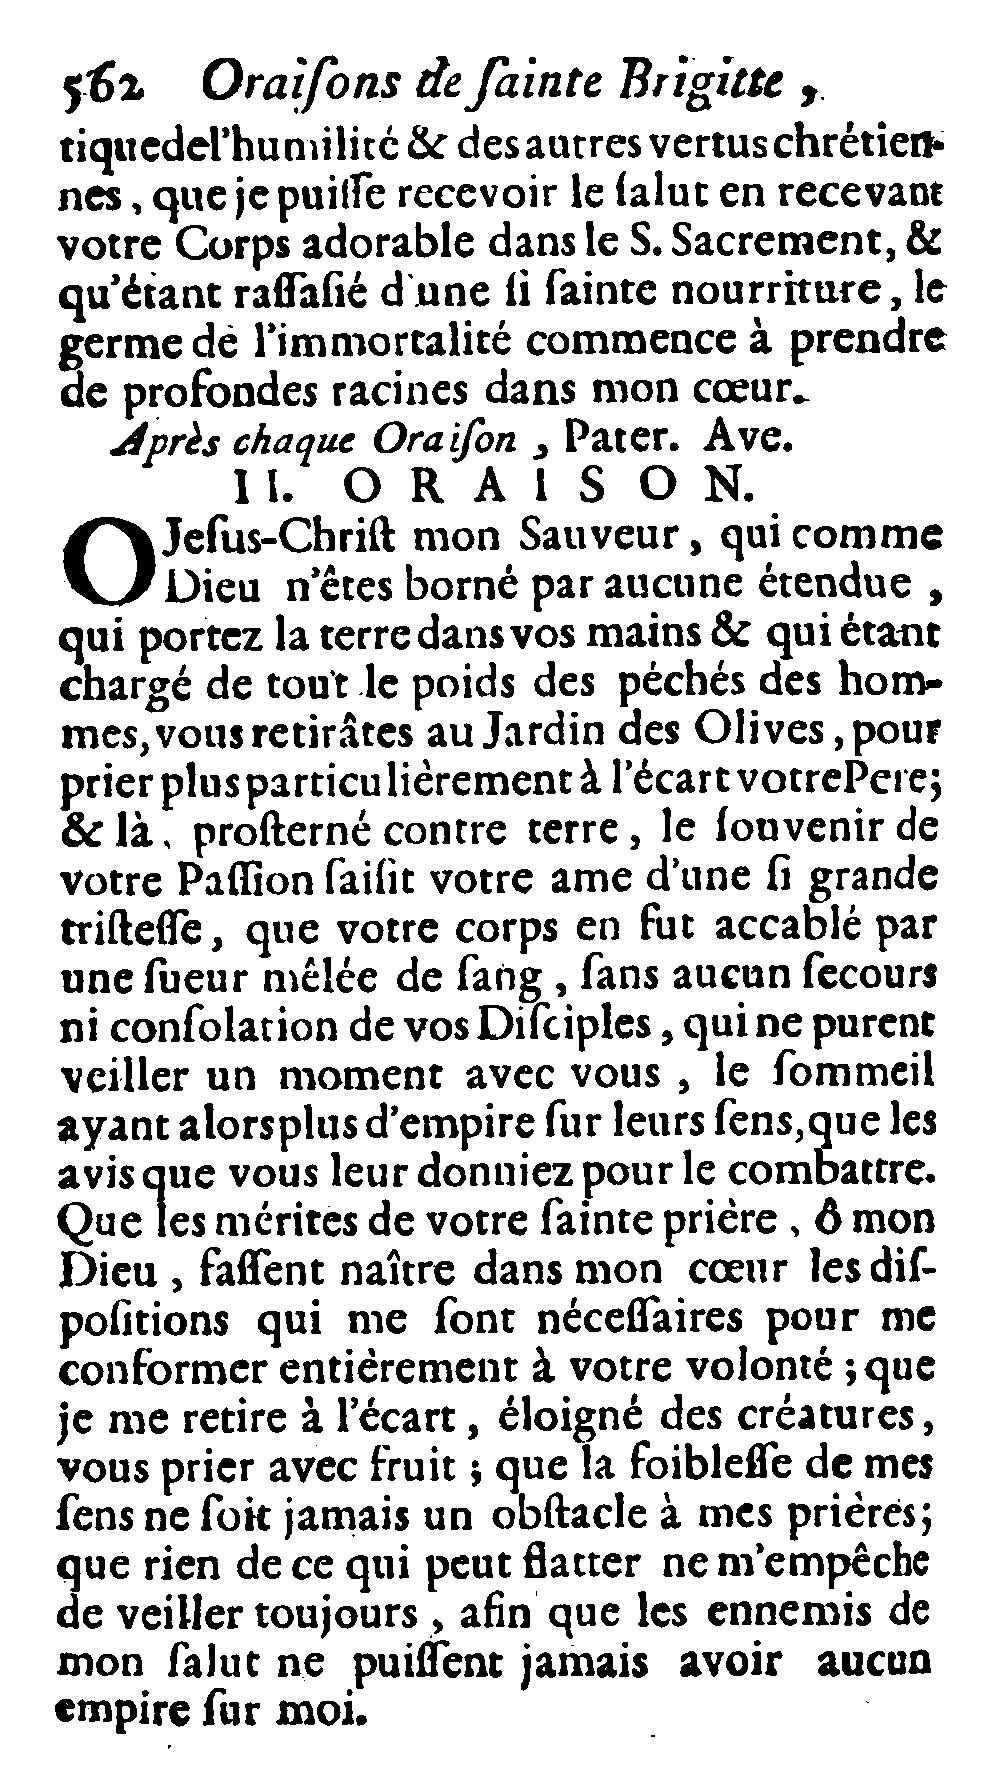 562 Oraiſons de ſainte Brigitte,
tique de l'humilité & des autres vertus chrétien-
nes, que je puiſſe recevoir le ſalut en recevant
votre Corps adorable dans le S. Sacrement, &
qu'étant raſſaſié d'une ſi ſainte nourriture, le
germe de l'immortalité commence à prendre
de profondes racines dans mon cœur.
Après chaque Oraiſon, Pater. Ave.
II. ORAISON.
O Jeſus-Chriſt mon Sauveur, qui comme
Dieu n'êtes borné par aucune étendue,
qui portez la terre dans vos mains & qui étant
chargé de tout le poids des péchés des hom-
mes, vous retirâtes au Jardin des Olives, pour
prier plus particulièrement à l'écart votre Pere;
& là, proſterné contre terre, le ſouvenir de
votre Paſſion ſaiſit votre ame d'une ſi grande
triſteſſe, que votre corps en fut accablé par
une ſueur mêlée de ſang, ſans aucun ſecours
ni conſolation de vos Diſciples, qui ne purent
veiller un moment avec vous, le ſommeil
ayant alors plus d'empire ſur leurs ſens, que les
avis que vous leur donniez pour le combattre.
Que les mérites de votre ſainte prière, ô mon
Dieu, faſſent naître dans mon cœur les diſ-
poſitions qui me ſont néceſſaires pour me
conformer entièrement à votre volonté; que
je me retire à l'écart, éloigné des créatures,
vous prier avec fruit; que la foibleſſe de mes
ſens ne ſoit jamais un obſtacle à mes prières;
que rien de ce qui peut flatter ne m'empêche
de veiller toujours, afin que les ennemis de
mon ſalut ne puiſſent jamais avoir aucun
empire ſur moi.